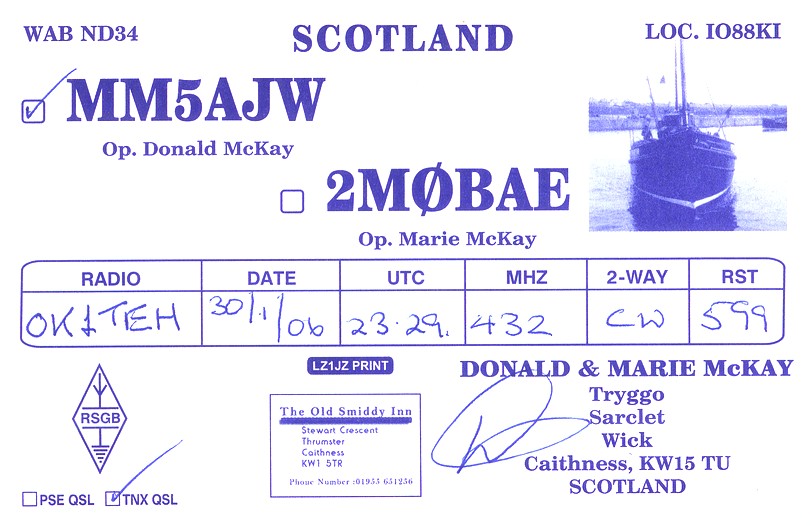 WAB ND34
SCOTLAND
LOC. IO88KI
MM5AJW
Op. Donald McKay
2MØBAE
Op. Marie McKay
RADIO DATE UTC MHZ 2-WAY RST
OK1TEH 30/1/06 23.29. 432 CW 599
LZ1JZ PRINT
RSGB
PSE QSL TNX QSL
The Old Smiddy Inn
Stewart Crescent
Thrumster
Caithness
KW1 5TR
Phone Number :01955 651256
DONALD & MARIE McKAY
Tryggo
Sarclet
Wick
Caithness, KW15 TU
SCOTLAND